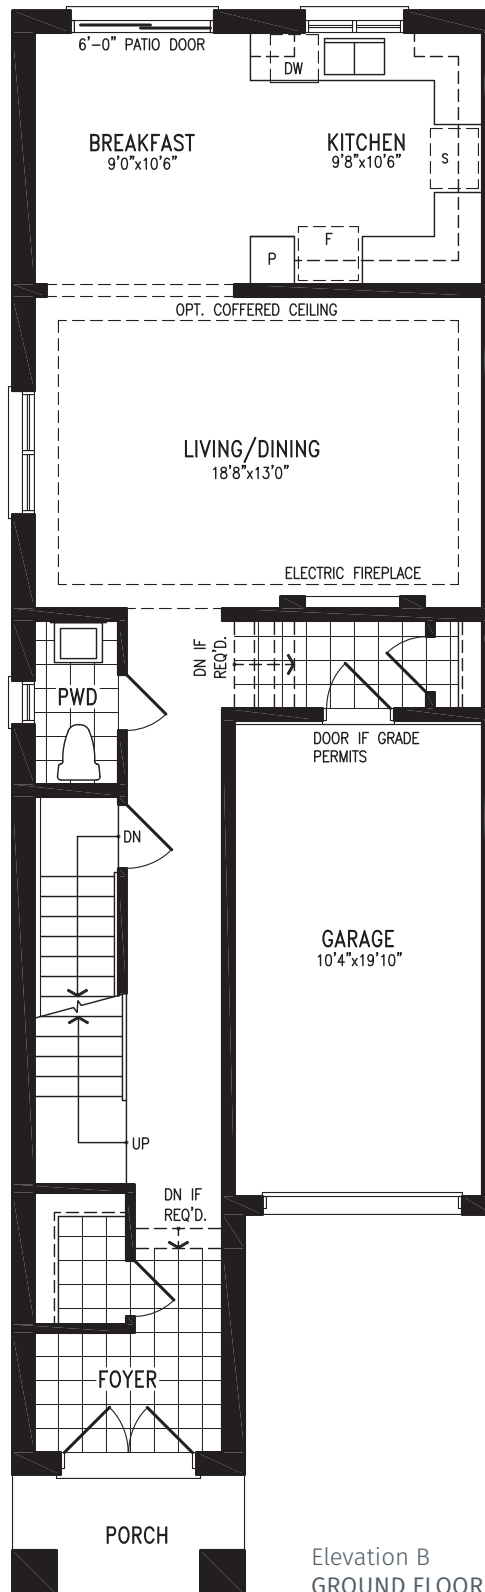 6'-0" PATIO DOOR
DW
BREAKFAST
9'0"x10'6"
KITCHEN
9'8"x10'6"
S
F
P
OPT. COFFERED CEILING
LIVING/DINING
18'8"x13'0"
ELECTRIC FIREPLACE
DN IF
REQ'D.
PWD
DOOR IF GRADE
PERMITS
DN
GARAGE
10'4"x19'10"
UP
DN IF
REQ'D.
FOYER
PORCH
Elevation B
GROUND FLOOR